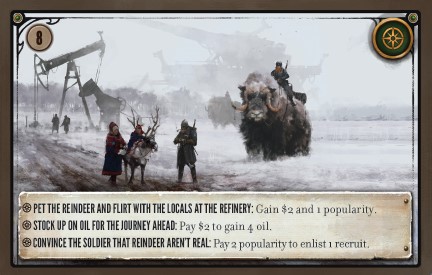 8
PET THE REINDEER AND FLIRT WITH THE LOCALS AT THE REFINERY: Gain $2 and 1 popularity.
STOCK UP ON OIL FOR THE JOURNEY AHEAD: Pay $2 to gain 4 oil.
CONVINCE THE SOLDIER THAT REINDEER AREN'T REAL: Pay 2 popularity to enlist 1 recruit.